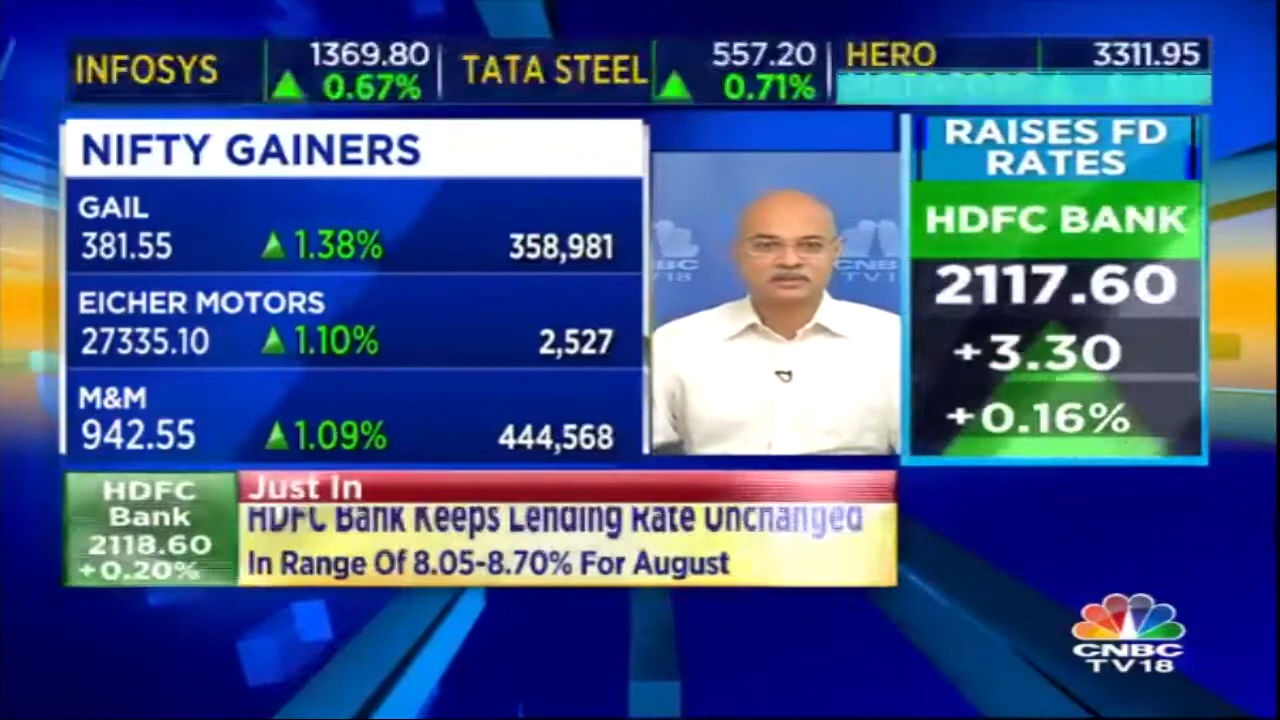 INFOSYS 1369.80 0.67% TATA STEEL 557.20 0.71% HERO 3311.95
NIFTY GAINERS
GAIL
381.55 1.38% 358,981
EICHER MOTORS
27335.10 1.10% 2,527
M&M
942.55 1.09% 444,568
RAISES FD
RATES
HDFC BANK
2117.60
+3.30
+0.16%
HDFC
Bank
2118.60
+0.20%
Just In
HDFC Bank Keeps Lending Rate Unchanged
In Range Of 8.05-8.70% For August
CNBC
TV18